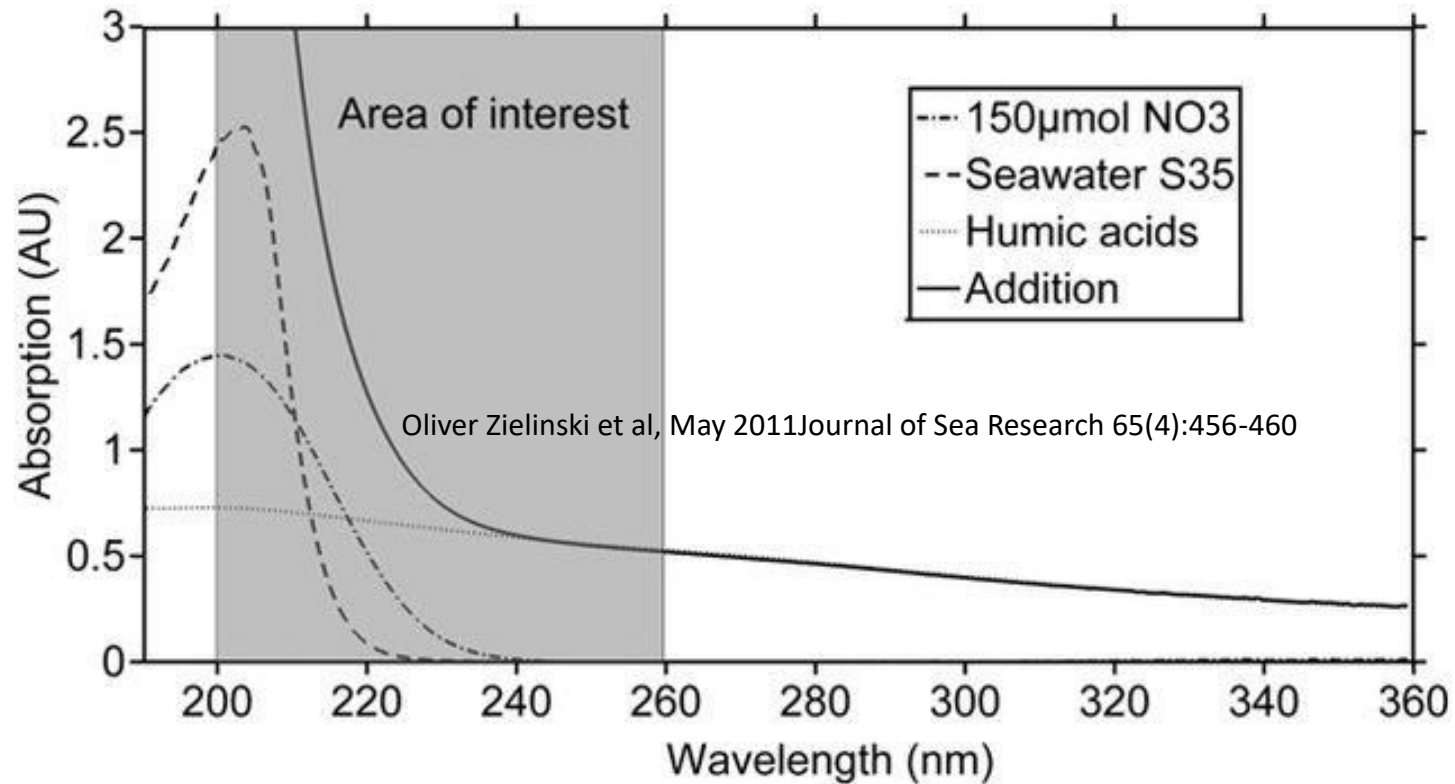 3
2.5
2
1.5
1
0.5
0
Absorption (AU)
Area of interest
150µmol NO3
Seawater S35
Humic acids
Addition
Oliver Zielinski et al, May 2011Journal of Sea Research 65(4):456-460
200 220 240 260 280 300 320 340 360
Wavelength (nm)